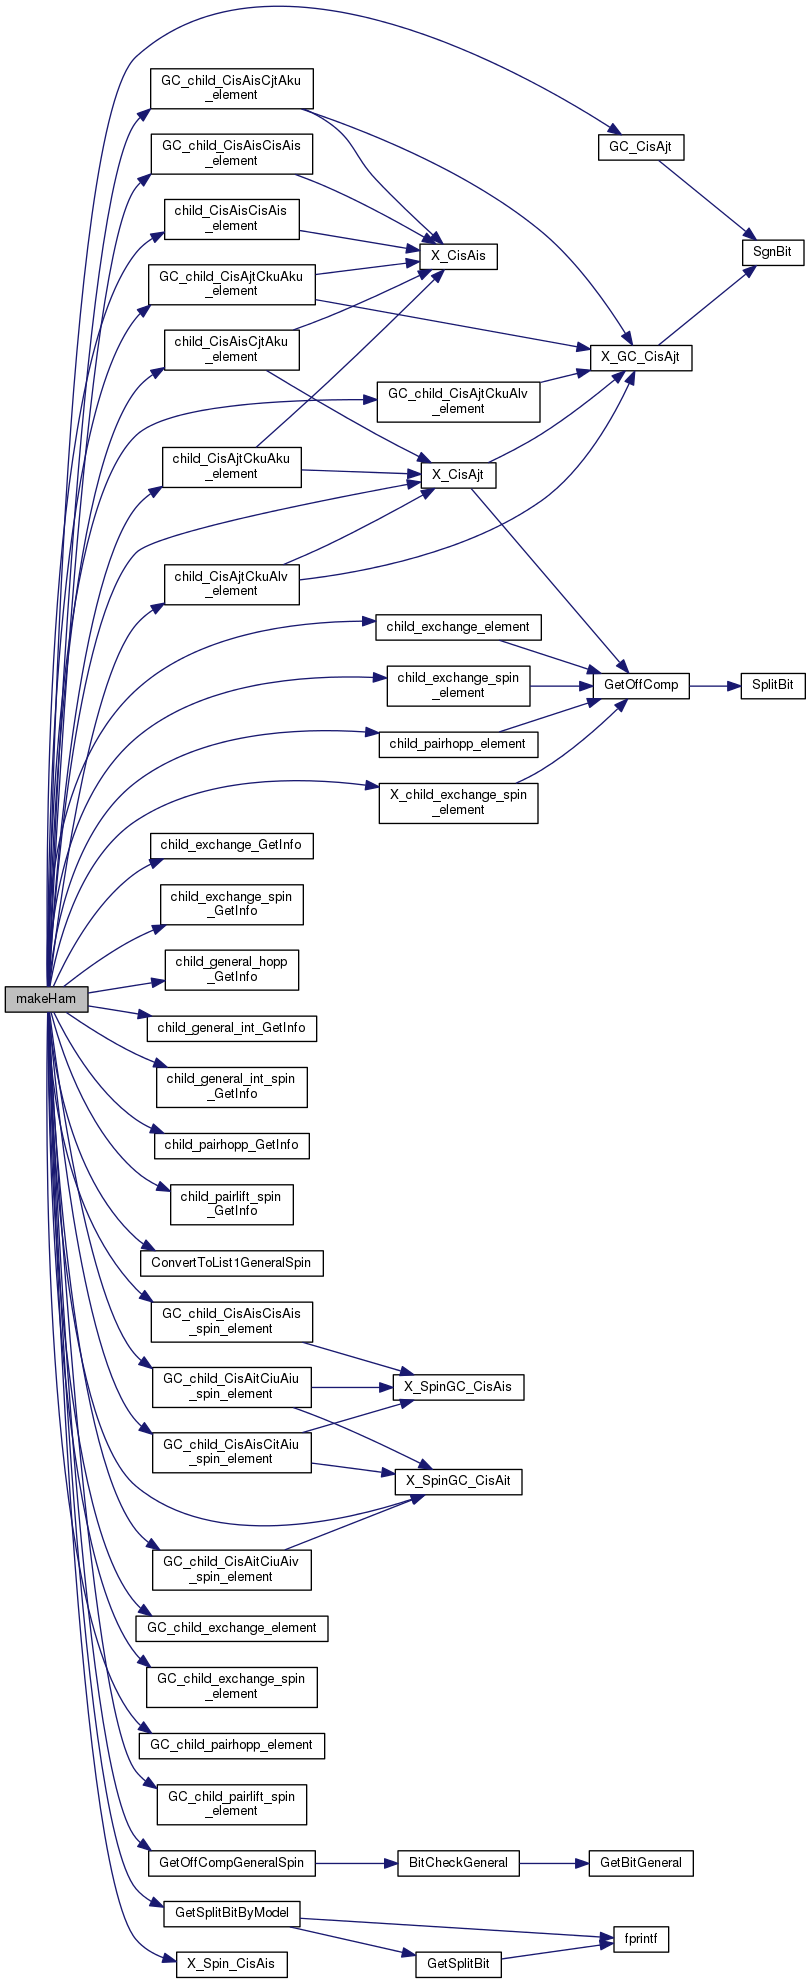 GC_child_CisAisCjtAku
_element
GC_CisAjt
GC_child_CisAisCisAis
_element
child_CisAisCisAis
_element
X_CisAis
SgnBit
GC_child_CisAjtCkuAku
_element
child_CisAisCjtAku
_element
X_GC_CisAjt
GC_child_CisAjtCkuAlv
_element
child_CisAjtCkuAku
_element
X_CisAjt
child_CisAjtCkuAlv
_element
child_exchange_element
child_exchange_spin
_element
GetOffComp
SplitBit
child_pairhopp_element
X_child_exchange_spin
_element
child_exchange_GetInfo
child_exchange_spin
_GetInfo
child_general_hopp
_GetInfo
makeHam
child_general_int_GetInfo
child_general_int_spin
_GetInfo
child_pairhopp_GetInfo
child_pairlift_spin
_GetInfo
ConvertToList1GeneralSpin
GC_child_CisAisCisAis
_spin_element
GC_child_CisAitCiuAiu
_spin_element
X_SpinGC_CisAis
GC_child_CisAisCitAiu
_spin_element
X_SpinGC_CisAit
GC_child_CisAitCiuAiv
_spin_element
GC_child_exchange_element
GC_child_exchange_spin
_element
GC_child_pairhopp_element
GC_child_pairlift_spin
_element
GetOffCompGeneralSpin
BitCheckGeneral
GetBitGeneral
GetSplitBitByModel
fprintf
X_Spin_CisAis
GetSplitBit